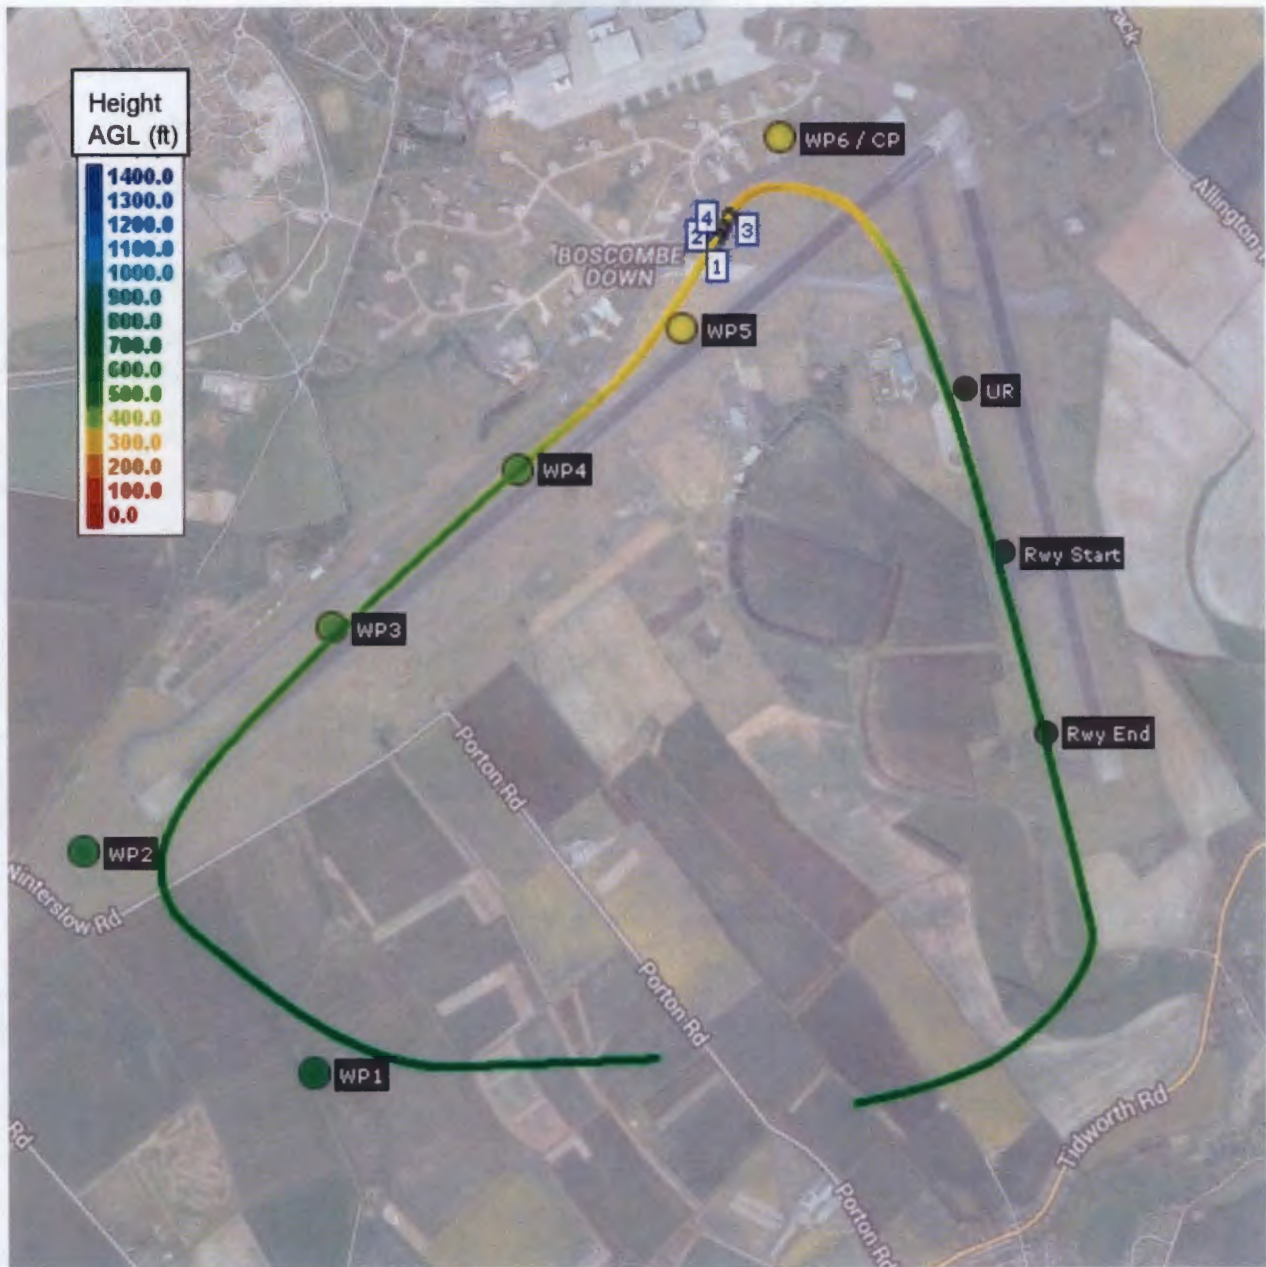 Height
AGL (ft)
1400.0
1300.0
1200.0
1100.0
1000.0
900.0
800.0
700.0
600.0
500.0
400.0
300.0
200.0
100.0
0.0
WP6 / CP
Allington
4
2
3
1
BOSCOMBE
DOWN
WP5
UR
WP4
Rwy Start
WP3
Rwy End
Porton Rd
WP2
Winterslow Rd
Porton Rd
WP1
Tidworth Rd
Rd
Porton Rd